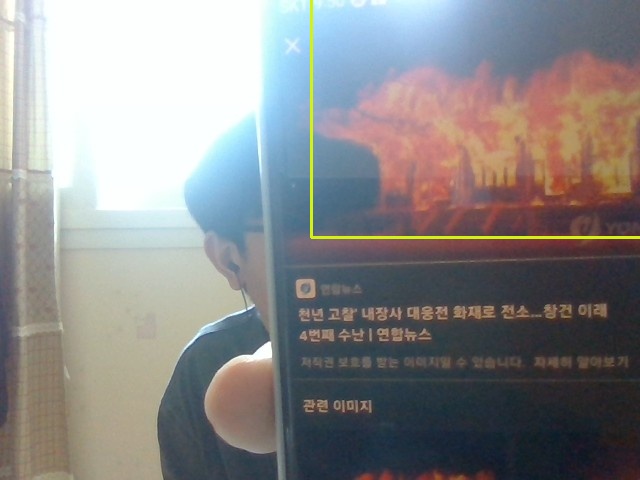 SKT
×
YON
연합뉴스
천년 고찰' 내장사 대웅전 화재로 전소...창건 이래
4번째 수난 | 연합뉴스
저작권 보호를 받는 이미지일 수 있습니다. 자세히 알아보기
관련 이미지